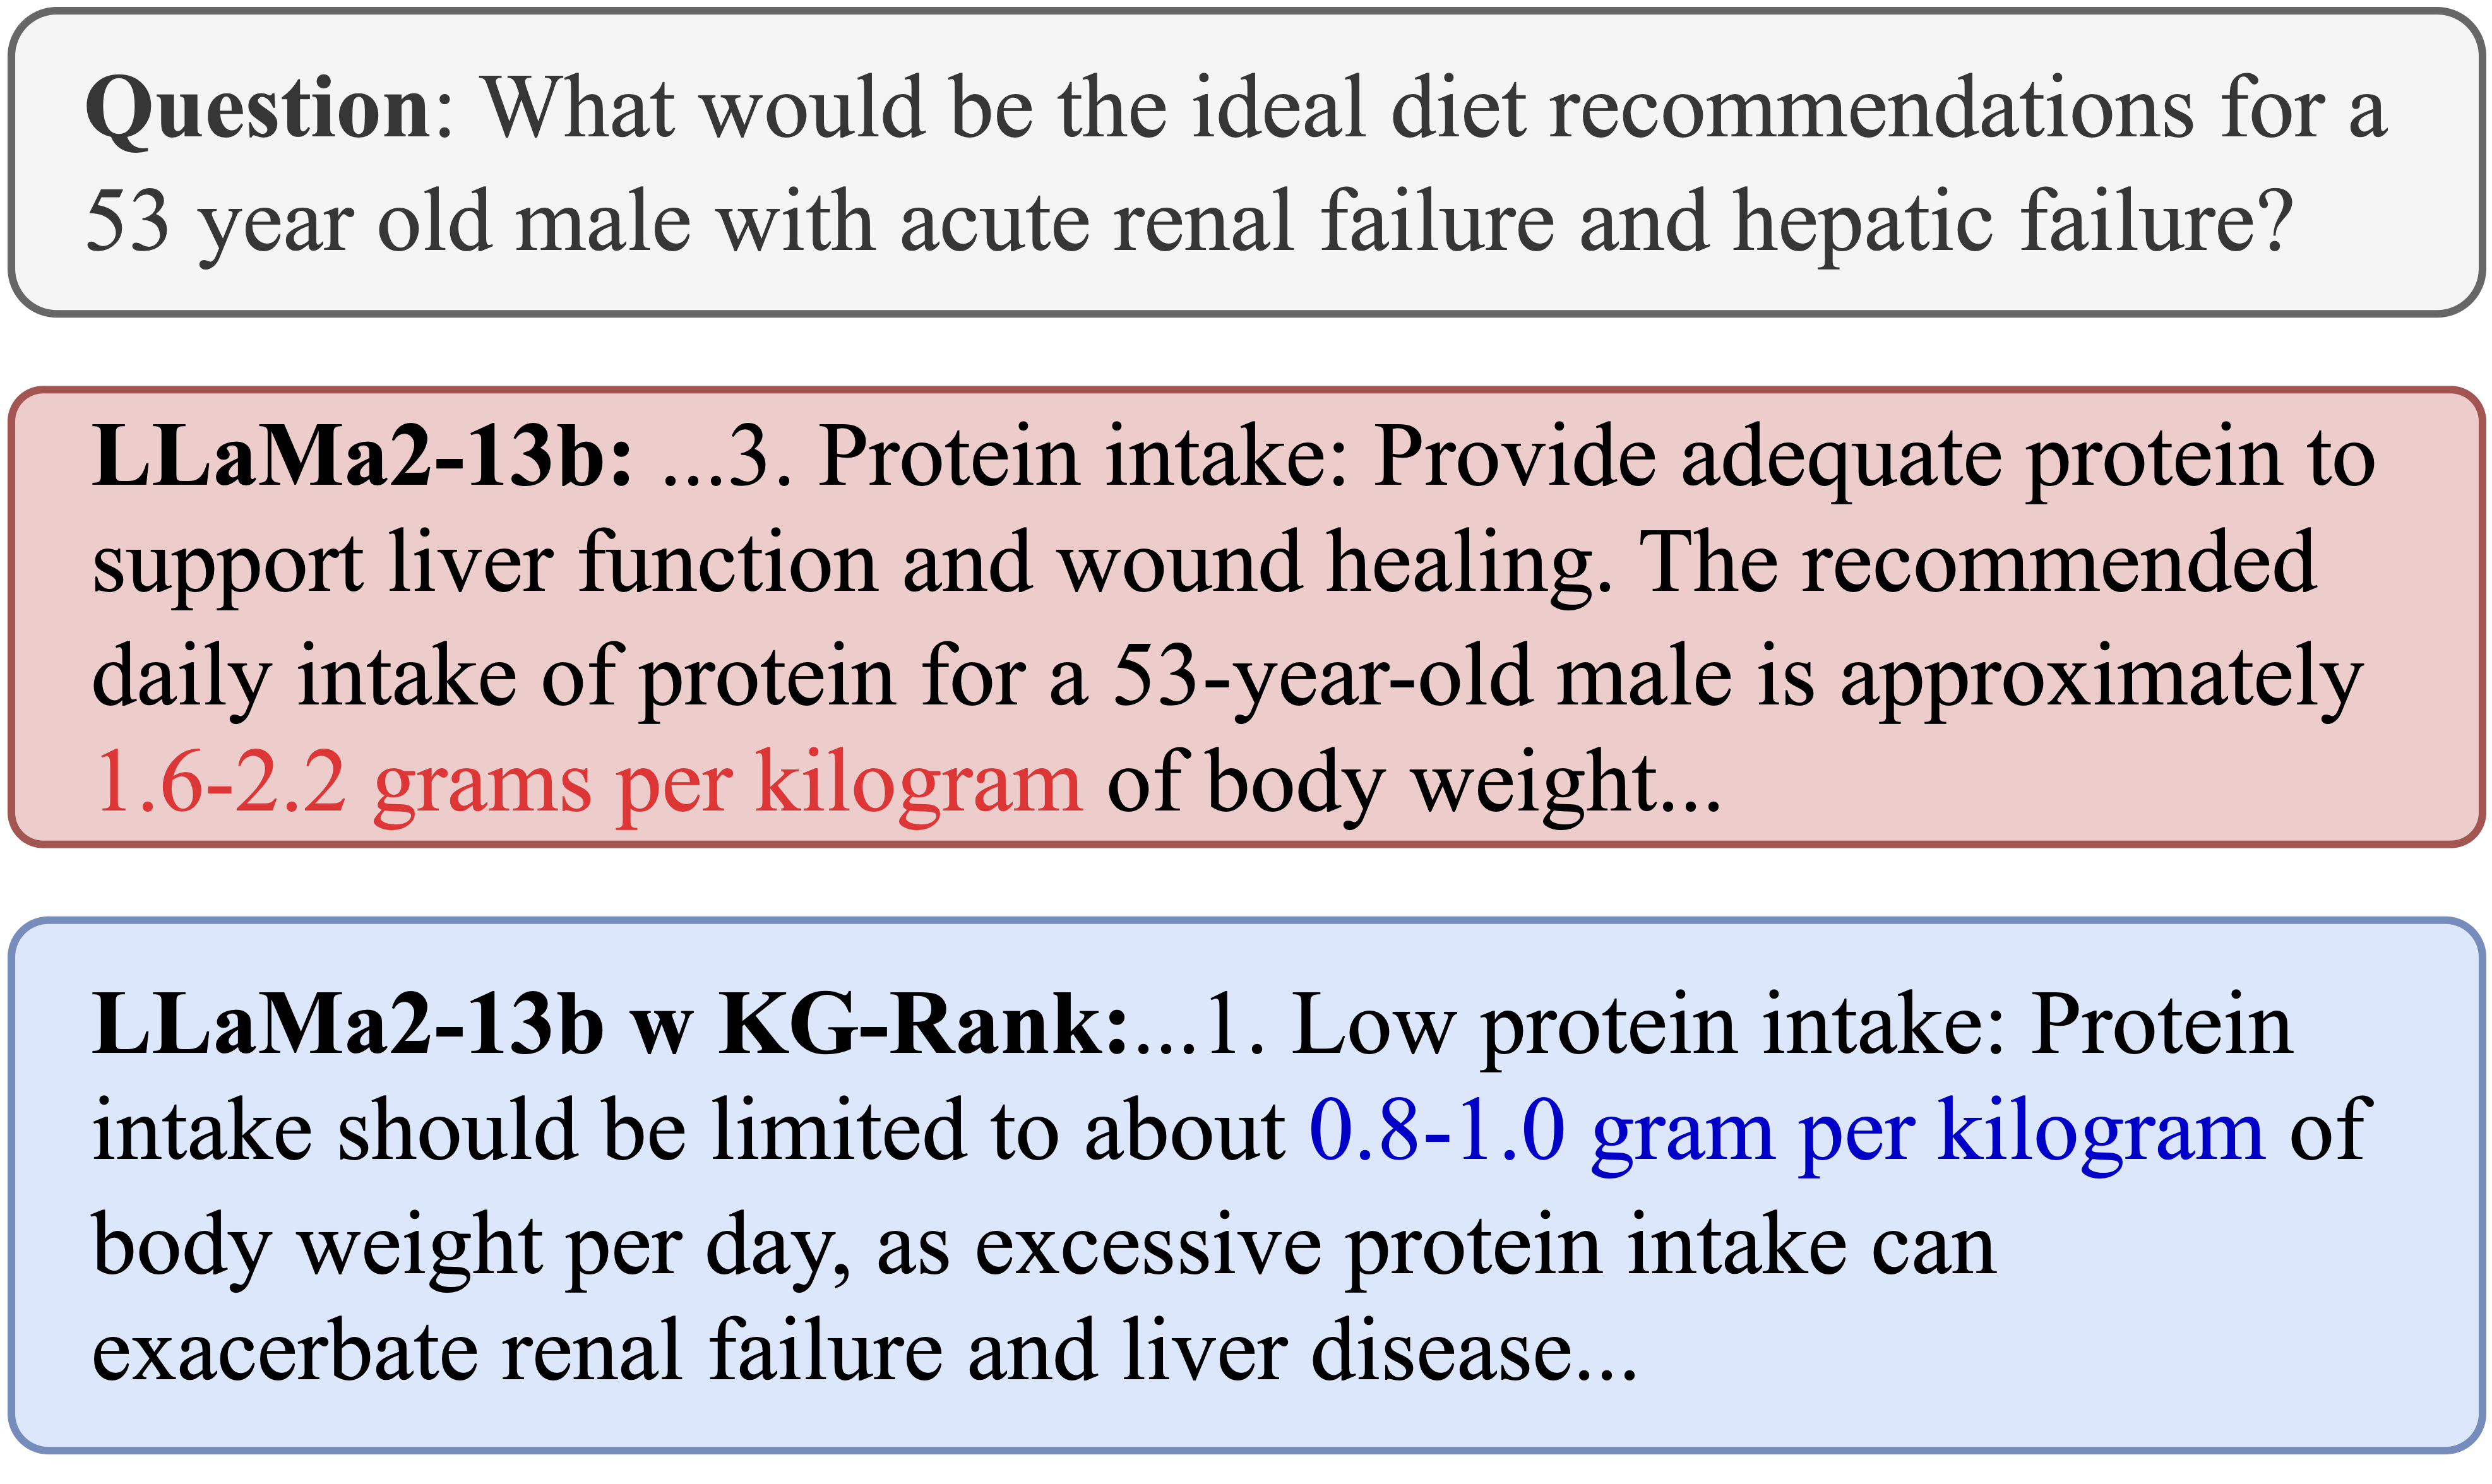 Question: What would be the ideal diet recommendations for a
53 year old male with acute renal failure and hepatic failure?
LLaMa2-13b: ...3. Protein intake: Provide adequate protein to
support liver function and wound healing. The recommended
daily intake of protein for a 53-year-old male is approximately
1.6-2.2 grams per kilogram of body weight...
LLaMa2-13b w KG-Rank:...1. Low protein intake: Protein
intake should be limited to about 0.8-1.0 gram per kilogram of
body weight per day, as excessive protein intake can
exacerbate renal failure and liver disease...